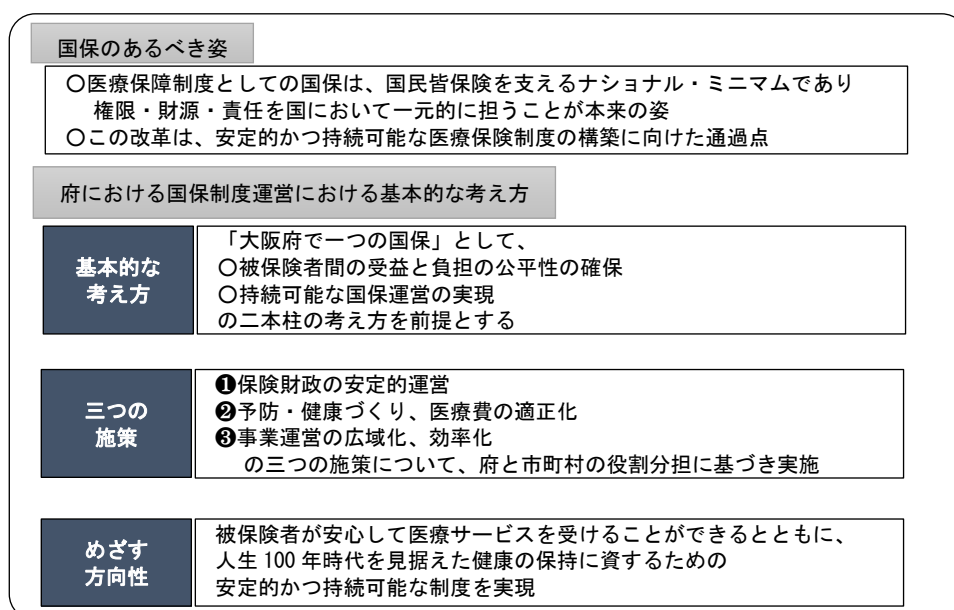 国保のあるべき姿
〇医療保障制度としての国保は、国民皆保険を支えるナショナル・ミニマムであり
権限・財源・責任を国において一元的に担うことが本来の姿
〇この改革は、安定的かつ持続可能な医療保険制度の構築に向けた通過点
府における国保制度運営における基本的な考え方
基本的な
考え方
「大阪府で一つの国保」として、
〇被保険者間の受益と負担の公平性の確保
〇持続可能な国保運営の実現
の二本柱の考え方を前提とする
三つの
施策
❶保険財政の安定的運営
❷予防・健康づくり、医療費の適正化
❸事業運営の広域化、効率化
の三つの施策について、府と市町村の役割分担に基づき実施
めざす
方向性
被保険者が安心して医療サービスを受けることができるとともに、
人生 100 年時代を見据えた健康の保持に資するための
安定的かつ持続可能な制度を実現